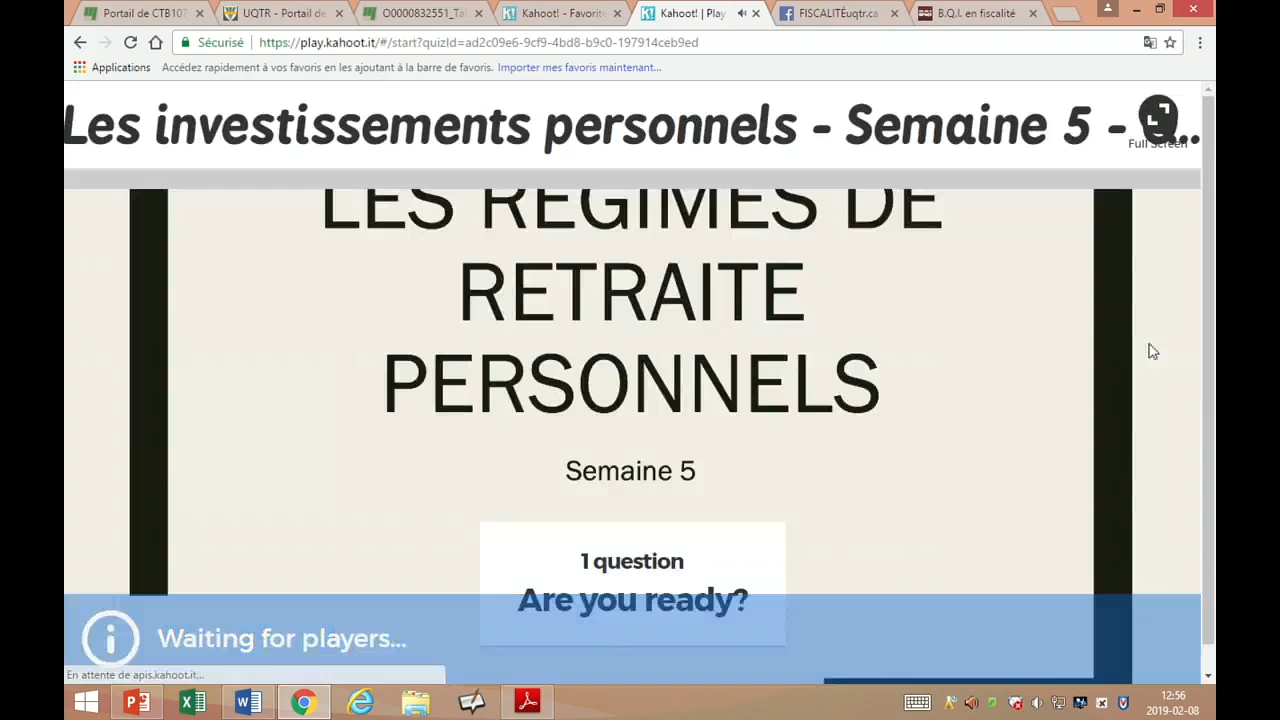 Portail de CTB107
UQTR - Portail de
O0000832551_Ta
Kahoot! - Favorit
Kahoot! | Play
FISCALITÉuqtr.ca
B.Q.I. en fiscalité
Sécurisé
https://play.kahoot.it/#/start?quizId=ad2c09e6-9cf9-4bd8-b9c0-197914ceb9ed
Applications
Accédez rapidement à vos favoris en les ajoutant à la barre de favoris. Importer mes favoris maintenant...
Les investissements personnels - Semaine 5 -
Full Screen
LES RÉGIMES DE
RETRAITE
PERSONNELS
Semaine 5
1 question
Are you ready?
Waiting for players...
En attente de apis.kahoot.it...
12:56
2019-02-08